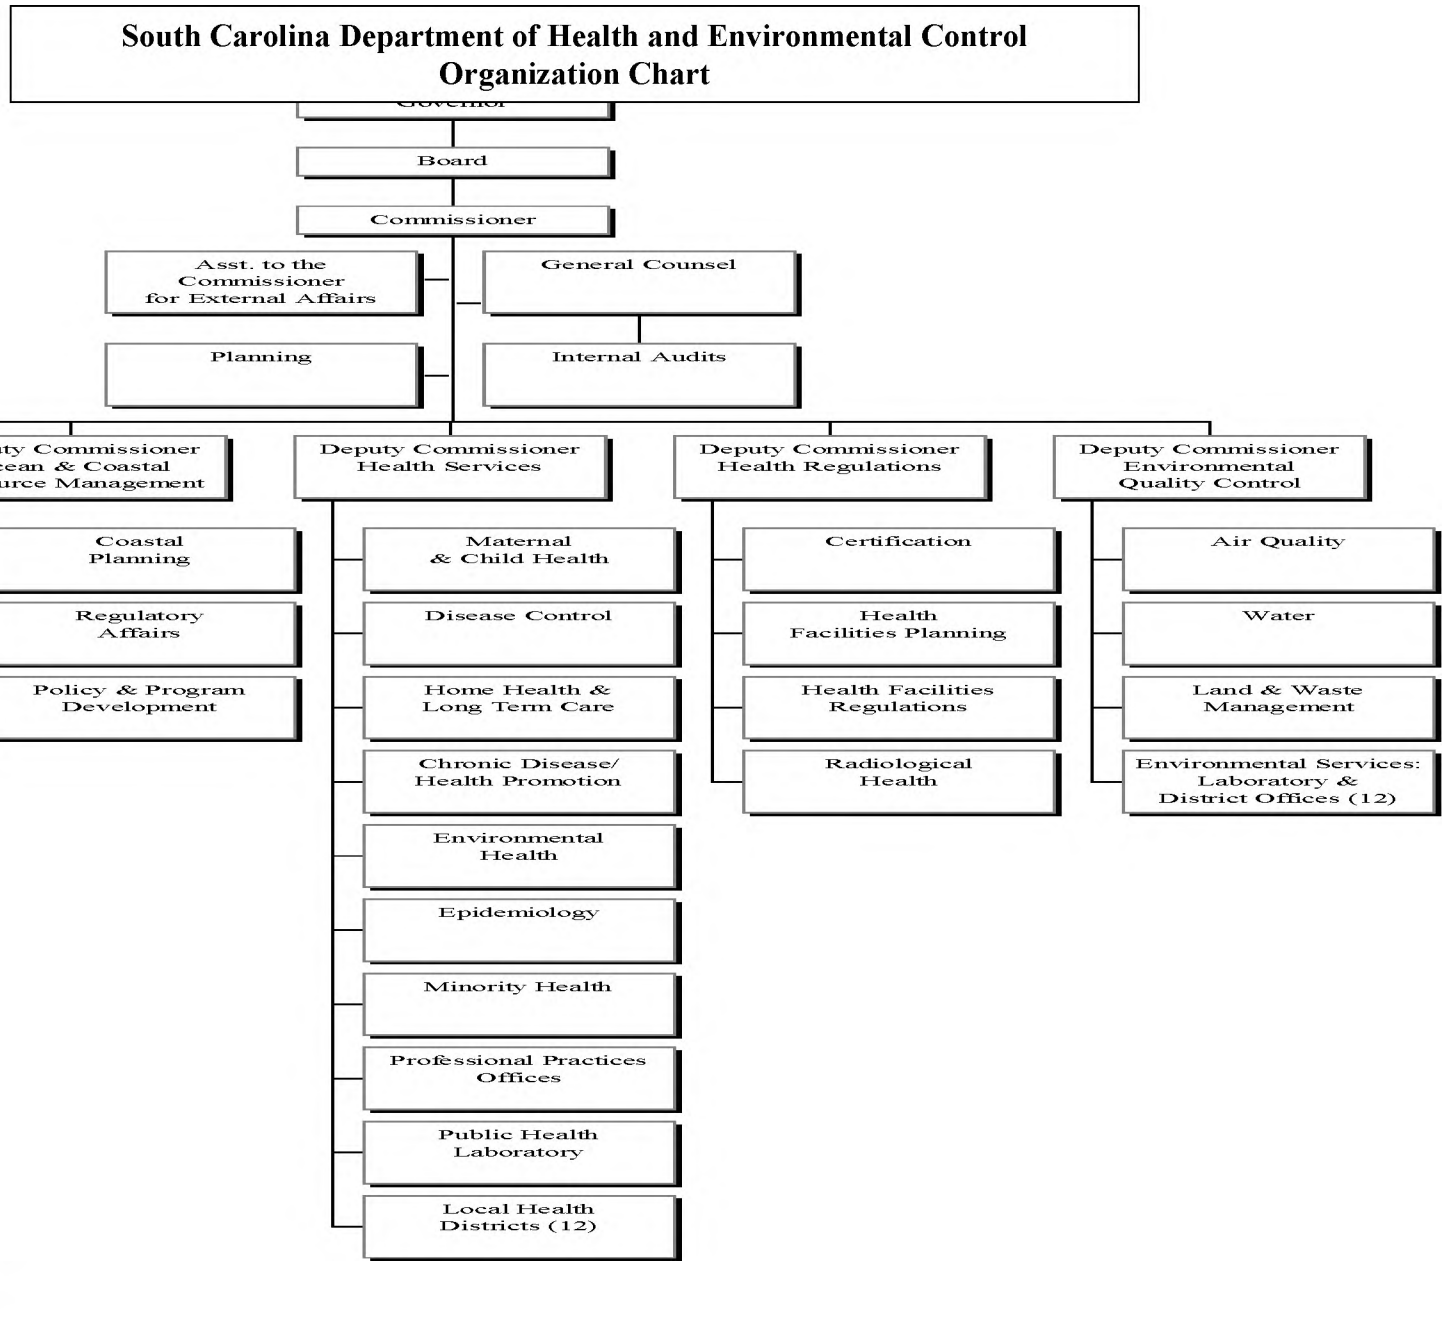 South Carolina Department of Health and Environmental Control
Organization Chart
Governor
Board
Commissioner
Asst. to the
Commissioner
for External Affairs
General Counsel
Planning
Internal Audits
Commissioner
& Coastal
Management
Deputy Commissioner
Health Services
Deputy Commissioner
Health Regulations
Deputy Commissioner
Environmental
Quality Control
Coastal
Planning
Regulatory
Affairs
Policy & Program
Development
Maternal
& Child Health
Disease Control
Home Health &
Long Term Care
Chronic Disease/
Health Promotion
Environmental
Health
Epidemiology
Minority Health
Professional Practices
Offices
Public Health
Laboratory
Local Health
Districts (12)
Certification
Health
Facilities Planning
Health Facilities
Regulations
Radiological
Health
Air Quality
Water
Land & Waste
Management
Environmental Services:
Laboratory &
District Offices (12)